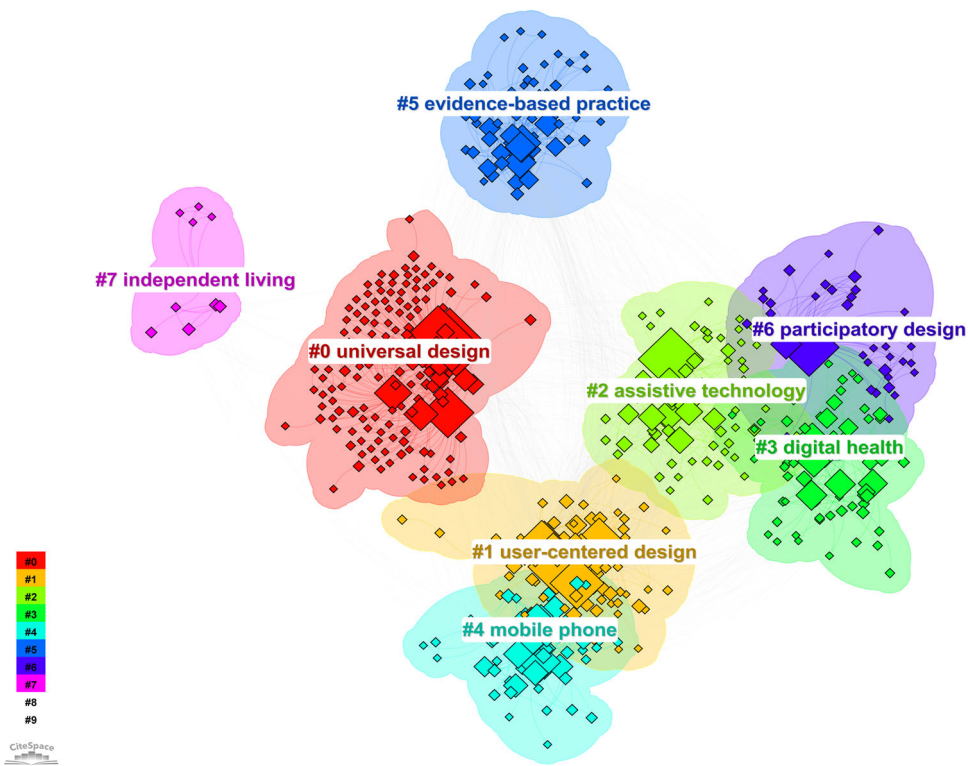 #5 evidence-based practice
#7 independent living
#6 participatory design
#0 universal design
#2 assistive technology
#3 digital health
#1 user-centered design
#4 mobile phone
#0
#1
#2
#3
#4
#5
#6
#7
#8
#9
CiteSpace